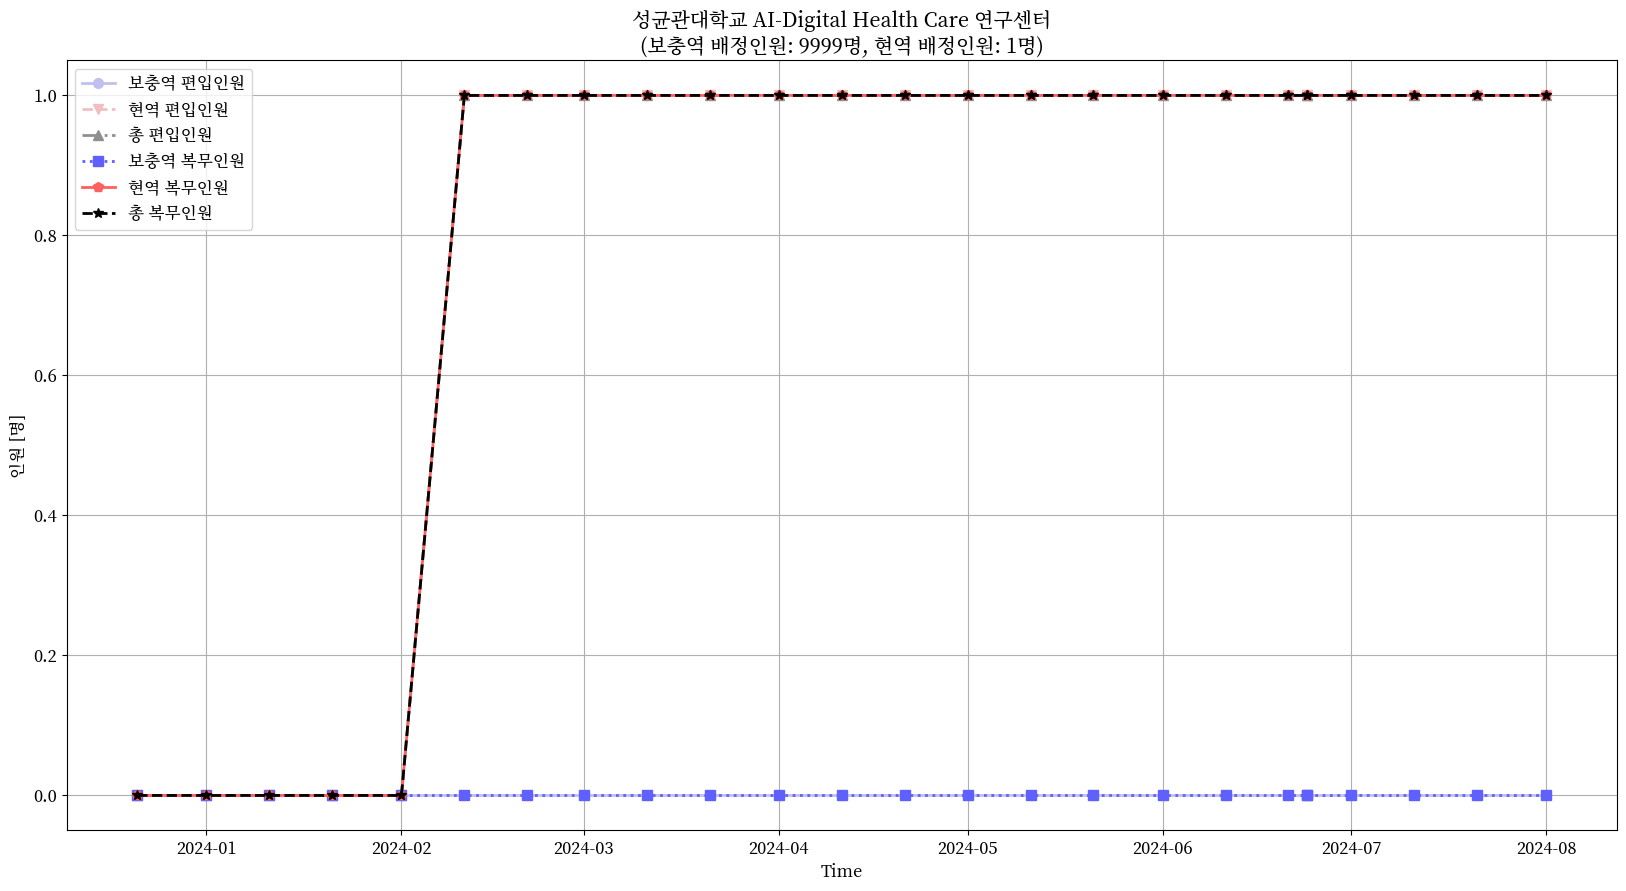 성균관대학교 AI-Digital Health Care 연구센터
(보충역 배정인원: 9999명, 현역 배정인원: 1명)
보충역 편입인원
현역 편입인원
총 편입인원
보충역 복무인원
현역 복무인원
총 복무인원
인원 [명]
1.0
0.8
0.6
0.4
0.2
0.0
2024-01
2024-02
2024-03
2024-04
2024-05
2024-06
2024-07
2024-08
Time